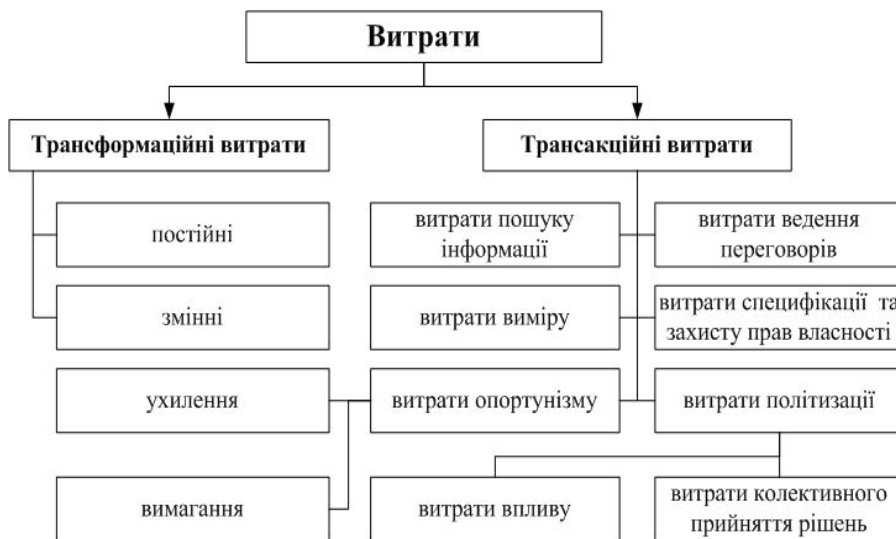 Витрати
Трансформаційні витрати
Трансакційні витрати
постійні
витрати пошуку
інформації
витрати ведення
переговорів
змінні
витрати виміру
витрати специфікації та
захисту прав власності
ухилення
витрати опортунізму
витрати політизації
вимагання
витрати впливу
витрати колективного
прийняття рішень